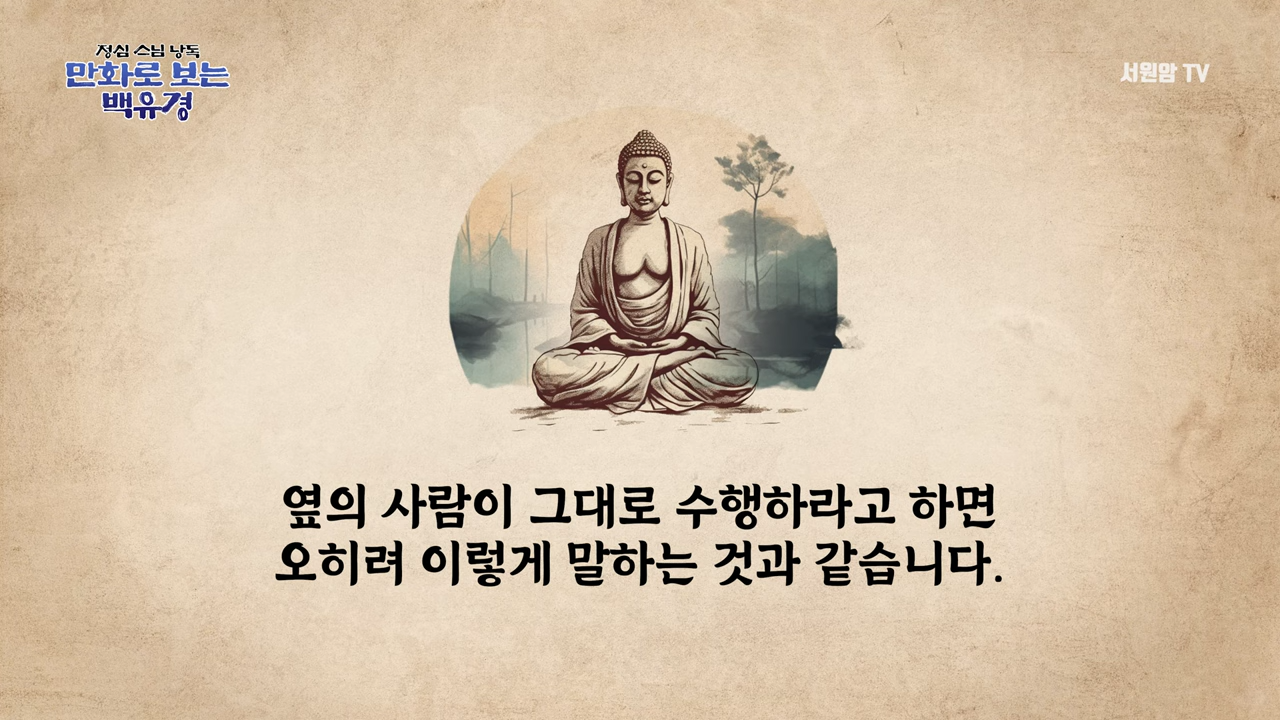 정심 스님 낭독
만화로 보는
백유경
서원암 TV
옆의 사람이 그대로 수행하라고 하면
오히려 이렇게 말하는 것과 같습니다.